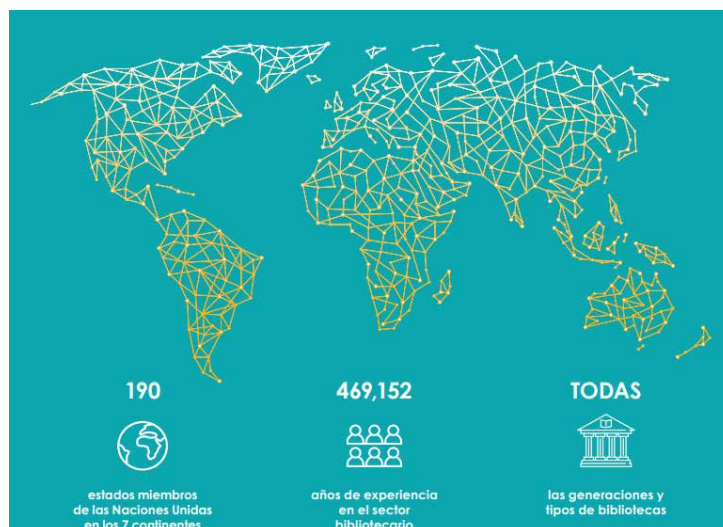 190
estados miembros
de las Naciones Unidas
en los 7 continentes
469,152
años de experiencia
en el sector
bibliotecario
TODAS
las generaciones y
tipos de bibliotecas